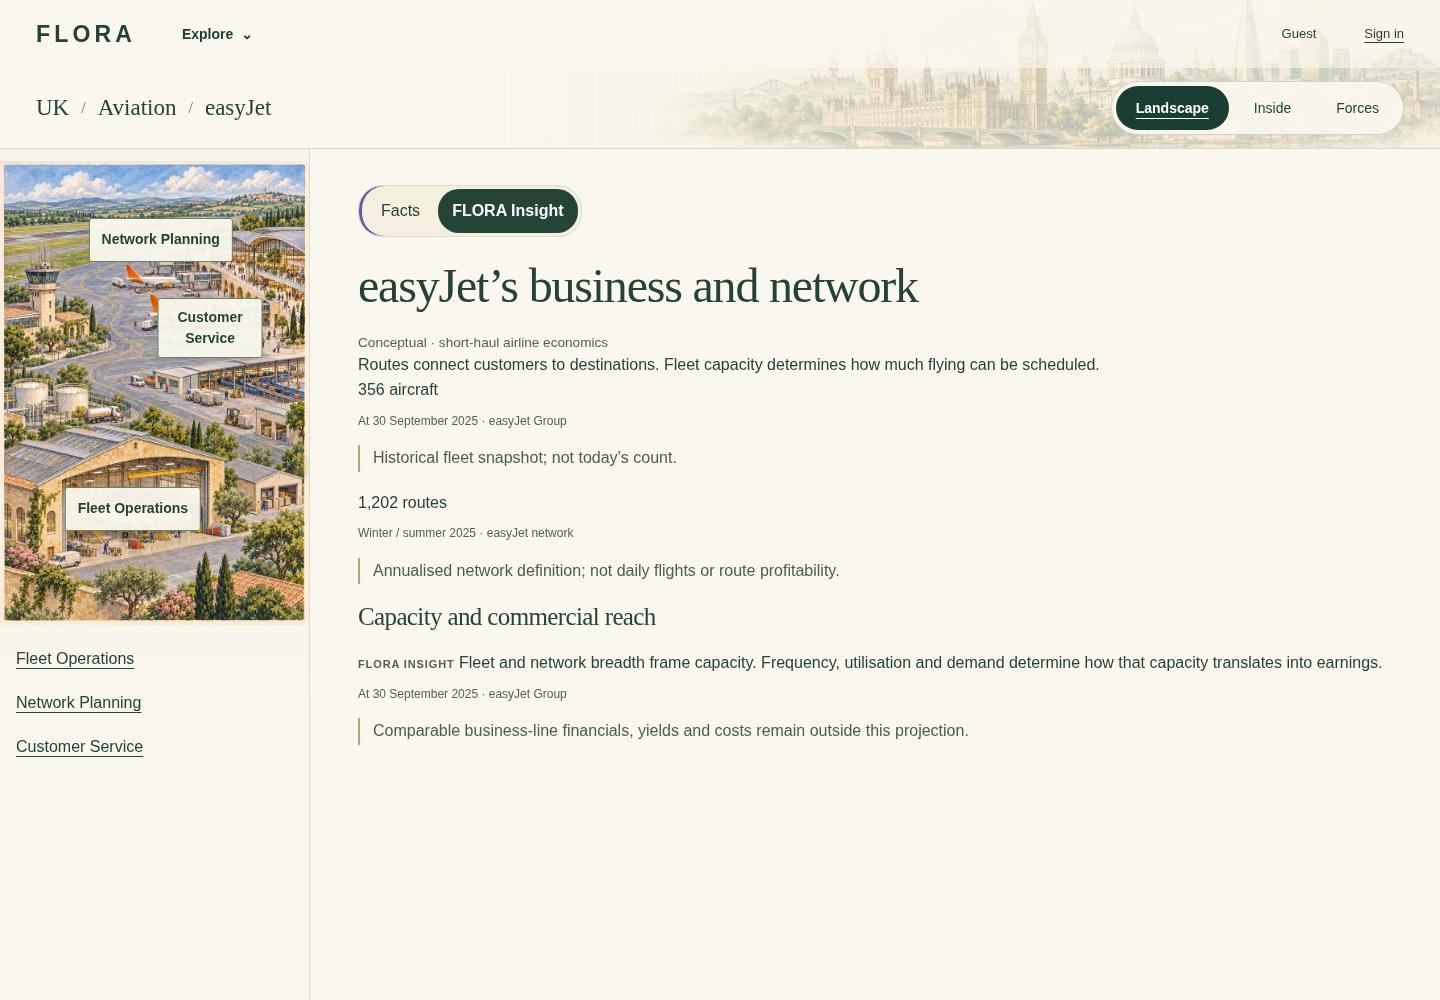 FLORA
Explore
Guest
Sign in
UK / Aviation / easyJet
Landscape
Inside
Forces
Network Planning
Customer
Service
Fleet Operations
Fleet Operations
Network Planning
Customer Service
Facts
FLORA Insight
easyJet’s business and network
Conceptual · short-haul airline economics
Routes connect customers to destinations. Fleet capacity determines how much flying can be scheduled.
356 aircraft
At 30 September 2025 · easyJet Group
Historical fleet snapshot; not today’s count.
1,202 routes
Winter / summer 2025 · easyJet network
Annualised network definition; not daily flights or route profitability.
Capacity and commercial reach
FLORA INSIGHT Fleet and network breadth frame capacity. Frequency, utilisation and demand determine how that capacity translates into earnings.
At 30 September 2025 · easyJet Group
Comparable business-line financials, yields and costs remain outside this projection.